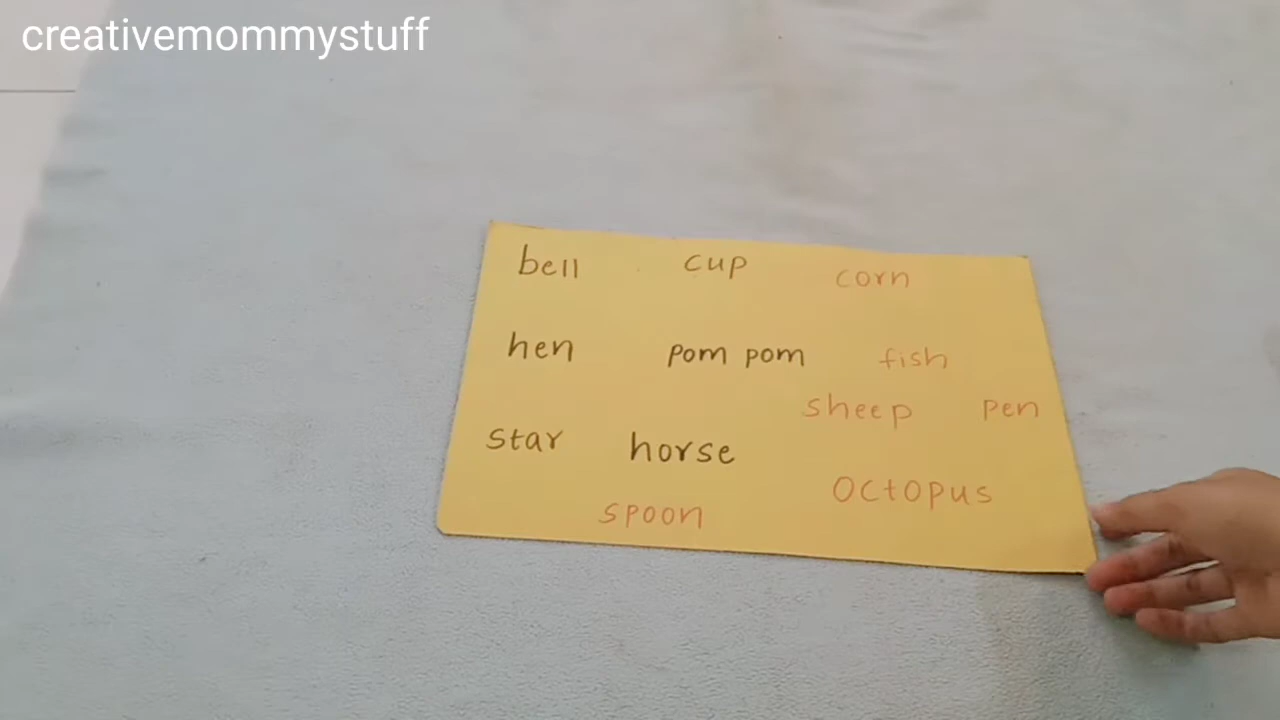 creativemommystuff
bell cup corn
hen pom pom fish
sheep pen
star horse
octopus
spoon